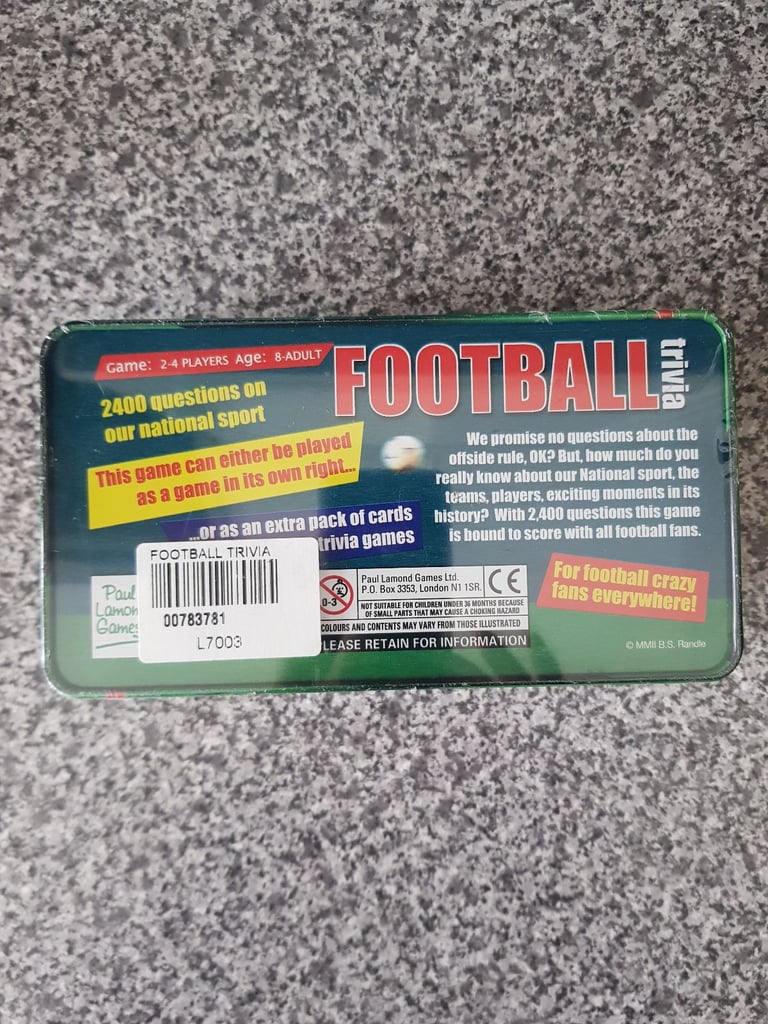 Game: 2-4 PLAYERS Age: 8-ADULT
FOOTBALL
trivia
2400 questions on
our national sport
This game can either be played
as a game in its own right...
...or as an extra pack of cards
trivia games
We promise no questions about the
offside rule, OK? But, how much do you
really know about our National sport, the
teams, players, exciting moments in its
history? With 2,400 questions this game
is bound to score with all football fans.
For football crazy
fans everywhere!
FOOTBALL TRIVIA
00783781
L7003
Paul
Lamond
Games
0-3
Paul Lamond Games Ltd.
P.O. Box 3353, London N1 1SR.
CE
NOT SUITABLE FOR CHILDREN UNDER 36 MONTHS BECAUSE
OF SMALL PARTS THAT MAY CAUSE A CHOKING HAZARD
COLOURS AND CONTENTS MAY VARY FROM THOSE ILLUSTRATED
LEASE RETAIN FOR INFORMATION
© MMII B.S. Randle